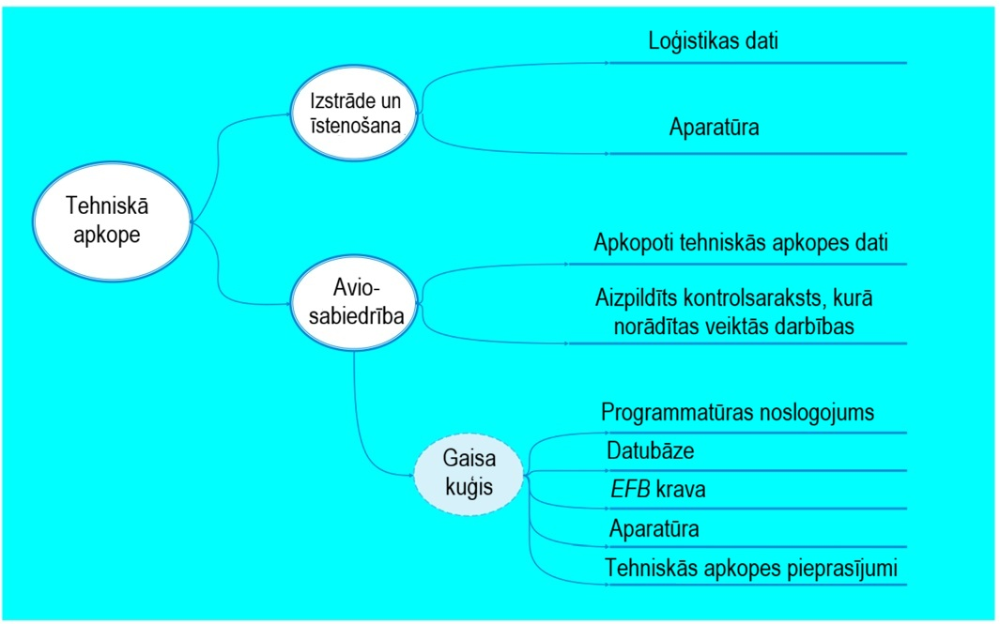 Loģistikas dati
Izstrāde un
īstenošana
Aparatūra
Tehniskā
apkope
Apkopoti tehniskās apkopes dati
Avio-
sabiedrība
Aizpildīts kontrolsaraksts, kurā
norādītas veiktās darbības
Programmatūras noslogojums
Gaisa
kuģis
Datubāze
EFB krava
Aparatūra
Tehniskās apkopes pieprasījumi